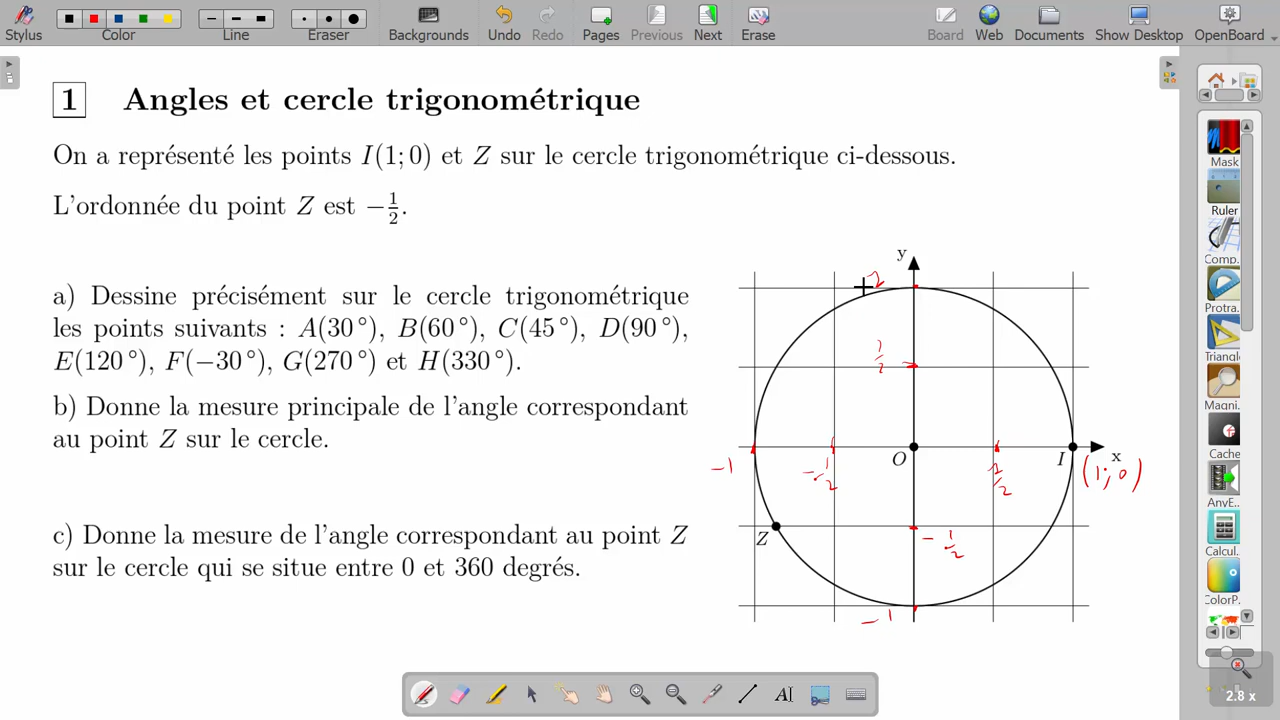 Stylus
Color
Line
Eraser
Backgrounds
Undo
Redo
Pages
Previous
Next
Erase
Board
Web
Documents
Show Desktop
OpenBoard
1 Angles et cercle trigonométrique
On a représenté les points I(1; 0) et Z sur le cercle trigonométrique ci-dessous.
L'ordonnée du point Z est −1/2.
a) Dessine précisément sur le cercle trigonométrique
les points suivants : A(30°), B(60°), C(45°), D(90°),
E(120°), F(−30°), G(270°) et H(330°).
b) Donne la mesure principale de l'angle correspondant
au point Z sur le cercle.
c) Donne la mesure de l'angle correspondant au point Z
sur le cercle qui se situe entre 0 et 360 degrés.
y
1/2
O
I
x
(1; 0)
−1
−1/2
1/2
Z
−1/2
−1
Mask
Ruler
Comp.
Protra.
Triangle
Magni.
Cache
AnvE..
Calcul.
ColorP.
AI
2.8 x